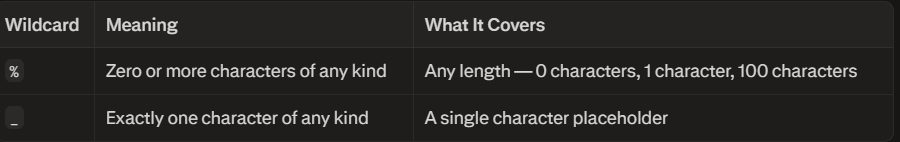 Wildcard Meaning What It Covers
% Zero or more characters of any kind Any length — 0 characters, 1 character, 100 characters
_ Exactly one character of any kind A single character placeholder